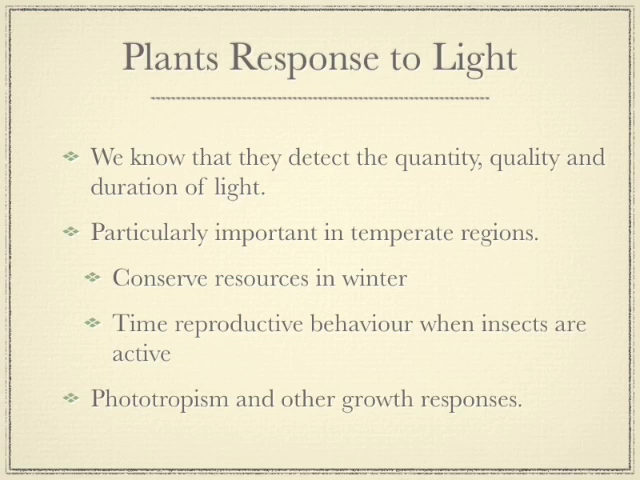 Plants Response to Light
We know that they detect the quantity, quality and
duration of light.
Particularly important in temperate regions.
Conserve resources in winter
Time reproductive behaviour when insects are
active
Phototropism and other growth responses.